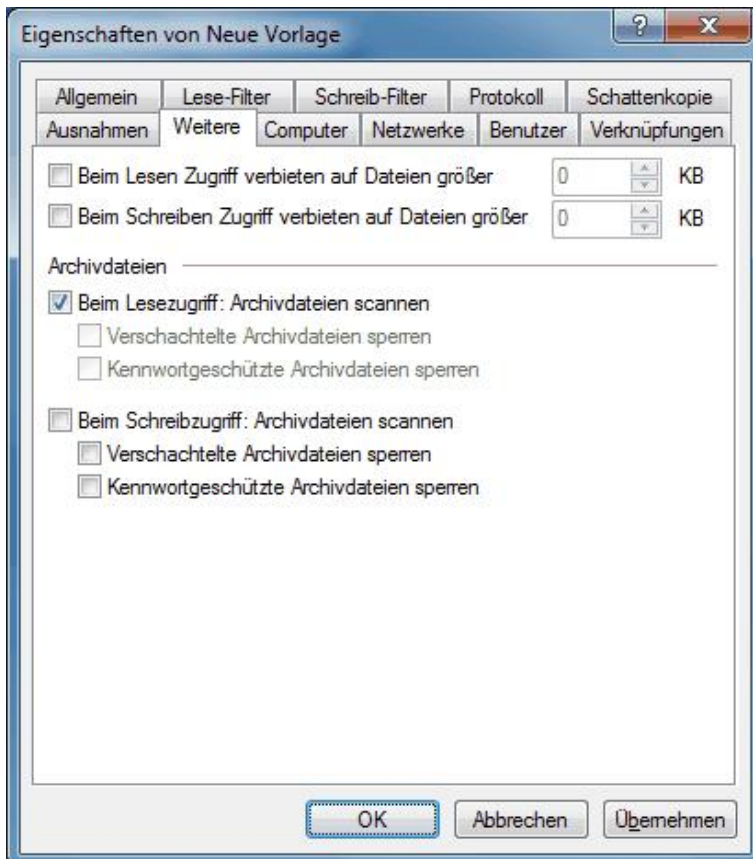 Eigenschaften von Neue Vorlage
?
Allgemein Lese-Filter Schreib-Filter Protokoll Schattenkopie
Ausnahmen Weitere Computer Netzwerke Benutzer Verknüpfungen
Beim Lesen Zugriff verbieten auf Dateien größer 0 KB
Beim Schreiben Zugriff verbieten auf Dateien größer 0 KB
Archivdateien
Beim Lesezugriff: Archivdateien scannen
Verschachtelte Archivdateien sperren
Kennwortgeschützte Archivdateien sperren
Beim Schreibzugriff: Archivdateien scannen
Verschachtelte Archivdateien sperren
Kennwortgeschützte Archivdateien sperren
OK Abbrechen Übernehmen